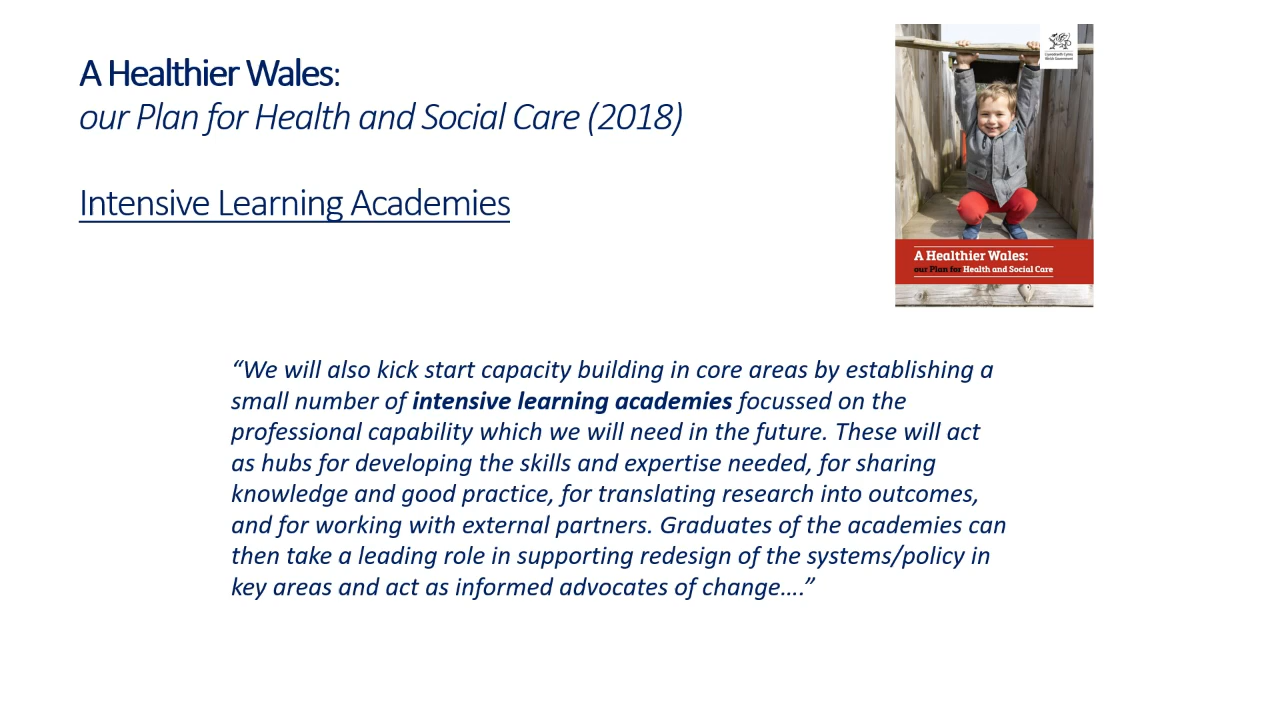 A Healthier Wales:
our Plan for Health and Social Care (2018)
Intensive Learning Academies
Llywodraeth Cymru
Welsh Government
A Healthier Wales:
our Plan for Health and Social Care
“We will also kick start capacity building in core areas by establishing a
small number of intensive learning academies focussed on the
professional capability which we will need in the future. These will act
as hubs for developing the skills and expertise needed, for sharing
knowledge and good practice, for translating research into outcomes,
and for working with external partners. Graduates of the academies can
then take a leading role in supporting redesign of the systems/policy in
key areas and act as informed advocates of change….”